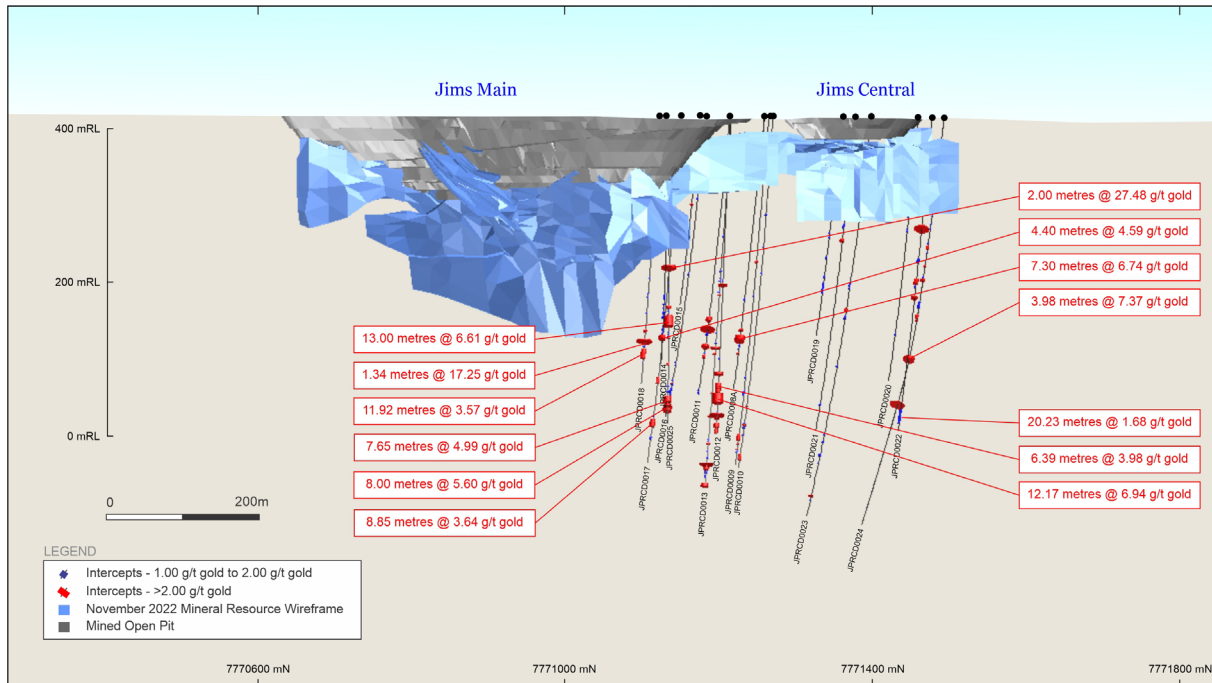 Jims Main
Jims Central
400 mRL
200 mRL
0 mRL
2.00 metres @ 27.48 g/t gold
4.40 metres @ 4.59 g/t gold
7.30 metres @ 6.74 g/t gold
3.98 metres @ 7.37 g/t gold
20.23 metres @ 1.68 g/t gold
6.39 metres @ 3.98 g/t gold
12.17 metres @ 6.94 g/t gold
13.00 metres @ 6.61 g/t gold
1.34 metres @ 17.25 g/t gold
11.92 metres @ 3.57 g/t gold
7.65 metres @ 4.99 g/t gold
8.00 metres @ 5.60 g/t gold
8.85 metres @ 3.64 g/t gold
JPRCD0017
JPRCD0018
JPRCD0016
JPRCD0014
JPRCD0025
JPRCD0015
JPRCD0011
JPRCD0013
JPRCD0012
JPRCD0008A
JPRCD0009
JPRCD0010
JPRCD0019
JPRCD0021
JPRCD0023
JPRCD0020
JPRCD0022
JPRCD0024
0 200m
LEGEND
Intercepts - 1.00 g/t gold to 2.00 g/t gold
Intercepts - >2.00 g/t gold
November 2022 Mineral Resource Wireframe
Mined Open Pit
7770600 mN
7771000 mN
7771400 mN
7771800 mN